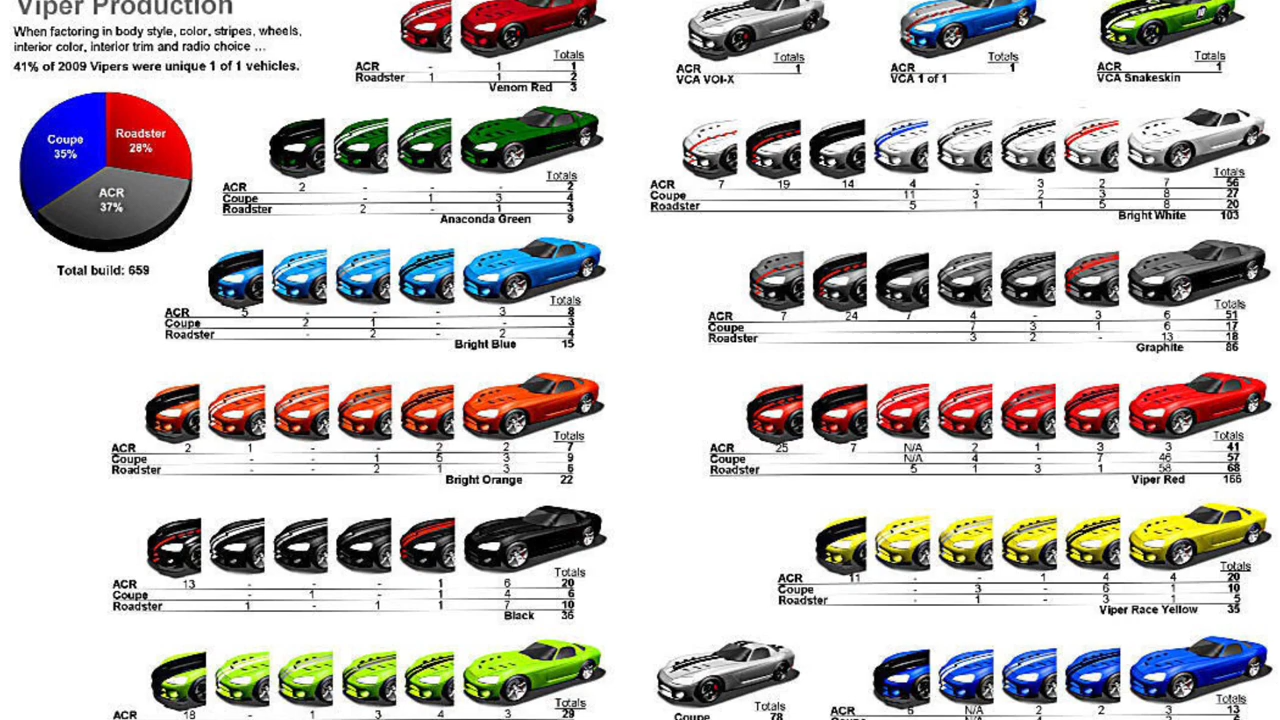 Viper Production
When factoring in body style, color, stripes, wheels,
interior color, interior trim and radio choice ...
41% of 2009 Vipers were unique 1 of 1 vehicles.
Coupe
35%
Roadster
28%
ACR
37%
Total build: 659
Totals
ACR - 1 1
Roadster 1 1 2
Venom Red 3
Totals
ACR 1
VCA VOI-X
Totals
ACR 1
VCA 1 of 1
Totals
ACR 1
VCA Snakeskin
Totals
ACR 2 - - - 2
Coupe - - 1 3 4
Roadster - 2 - 1 3
Anaconda Green 9
Totals
ACR 7 19 14 4 - 3 2 7 56
Coupe 11 3 2 3 8 27
Roadster 5 1 1 5 8 20
Bright White 103
Totals
ACR 5 - - - 3 8
Coupe - 2 1 - - 3
Roadster - - 2 - 2 4
Bright Blue 15
Totals
ACR 7 24 7 4 - 3 6 51
Coupe 7 3 1 6 17
Roadster 3 2 - 13 18
Graphite 86
Totals
ACR 2 1 - - 2 2 7
Coupe - - 1 5 3 9
Roadster - - 2 1 3 6
Bright Orange 22
Totals
ACR 25 7 N/A 2 1 3 3 41
Coupe N/A 4 - 7 46 57
Roadster 5 1 3 1 58 68
Viper Red 166
Totals
ACR 13 - - - 1 6 20
Coupe - 1 - 1 4 6
Roadster 1 - 1 1 7 10
Black 36
Totals
ACR 11 - - 1 4 4 20
Coupe - 3 - 6 1 10
Roadster - 1 - 3 1 5
Viper Race Yellow 35
Totals
ACR 18 - 1 3 4 3 29
Totals
Coupe 78
Totals
ACR 6 N/A 2 2 3 13